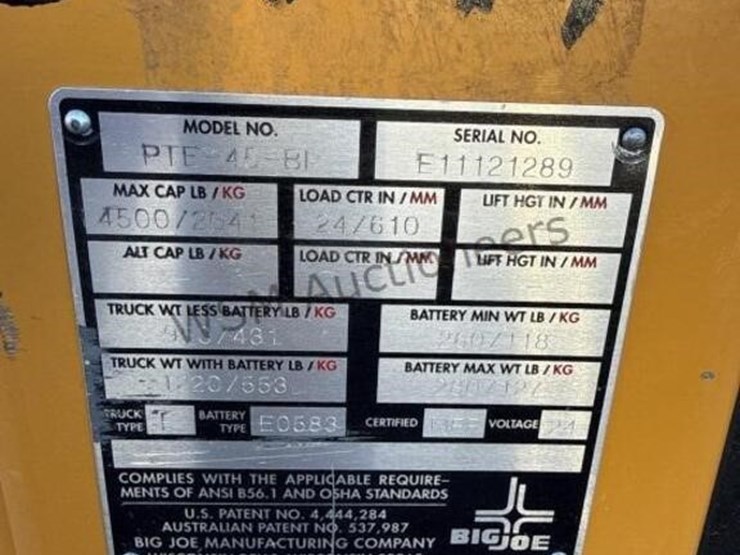 MODEL NO. SERIAL NO.
E11121289
MAX CAP LB / KG LOAD CTR IN / MM LIFT HGT IN / MM
24/610
ALT CAP LB / KG LOAD CTR IN / MM LIFT HGT IN / MM
WSM Auctioneers
TRUCK WT LESS BATTERY LB / KG BATTERY MIN WT LB / KG
260/118
TRUCK WT WITH BATTERY LB / KG BATTERY MAX WT LB / KG
TRUCK TYPE T BATTERY TYPE E0583 CERTIFIED VOLTAGE 24
COMPLIES WITH THE APPLICABLE REQUIRE-
MENTS OF ANSI B56.1 AND OSHA STANDARDS
U.S. PATENT NO. 4,444,284
AUSTRALIAN PATENT NO. 537,987
BIG JOE MANUFACTURING COMPANY
BIG JOE